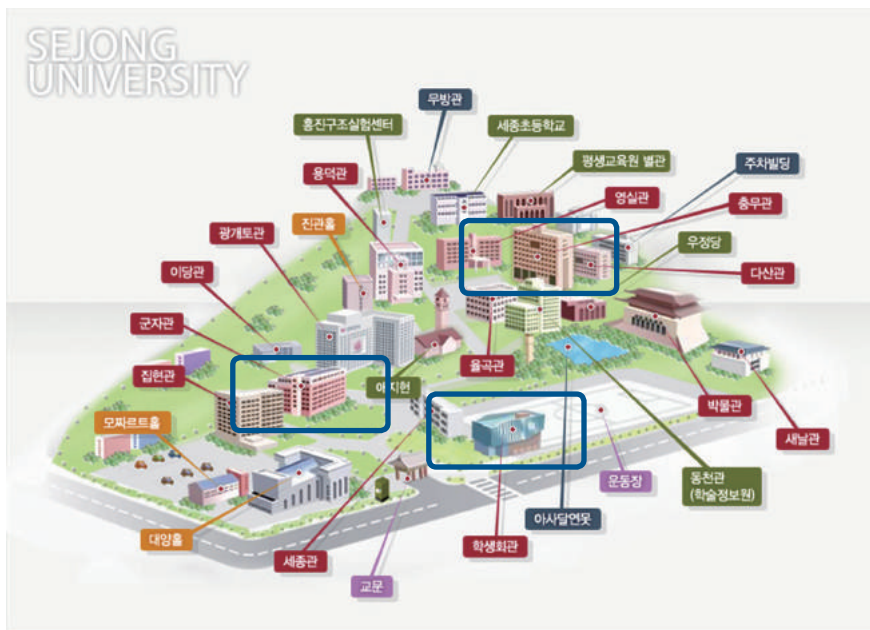 SEJONG
UNIVERSITY
무방관
홍진구조실험센터
세종초등학교
평생교육원 별관
주차빌딩
용덕관
영실관
충무관
진관홀
광개토관
우정당
이당관
다산관
군자관
애지헌
율곡관
집현관
박물관
새날관
모짜르트홀
운동장
동천관
(학술정보원)
아사달연못
대양홀
세종관
학생회관
교문